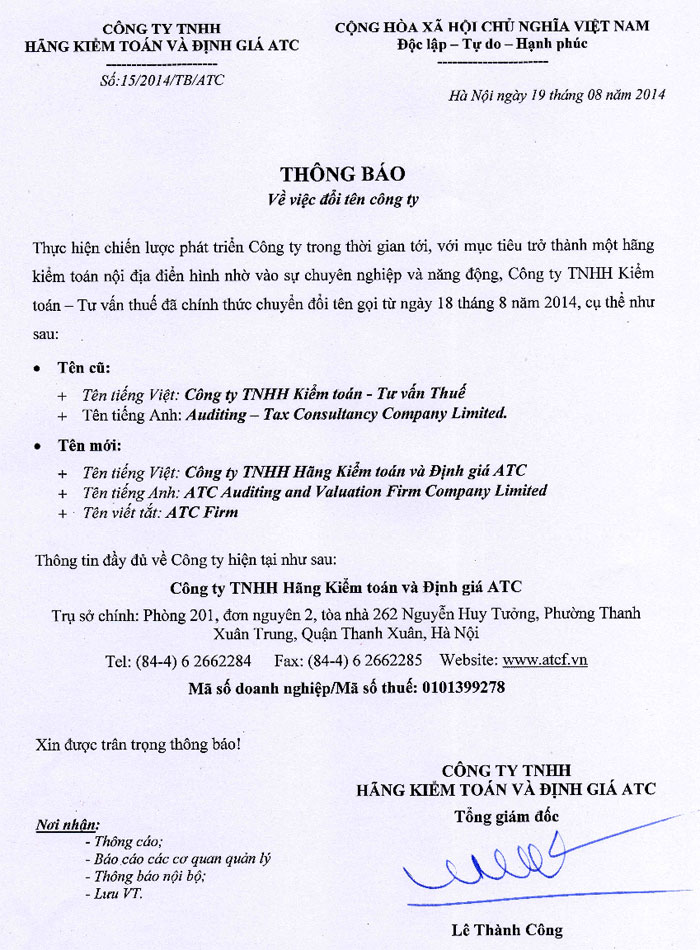 CÔNG TY TNHH
HÃNG KIỂM TOÁN VÀ ĐỊNH GIÁ ATC
----------------------
Số:15/2014/TB/ATC
CỘNG HÒA XÃ HỘI CHỦ NGHĨA VIỆT NAM
Độc lập – Tự do – Hạnh phúc
----------------------
Hà Nội ngày 19 tháng 08 năm 2014
THÔNG BÁO
Về việc đổi tên công ty
Thực hiện chiến lược phát triển Công ty trong thời gian tới, với mục tiêu trở thành một hãng
kiểm toán nội địa điển hình nhờ vào sự chuyên nghiệp và năng động, Công ty TNHH Kiểm
toán – Tư vấn thuế đã chính thức chuyển đổi tên gọi từ ngày 18 tháng 8 năm 2014, cụ thể như
sau:
• Tên cũ:
+ Tên tiếng Việt: Công ty TNHH Kiểm toán - Tư vấn Thuế
+ Tên tiếng Anh: Auditing – Tax Consultancy Company Limited.
• Tên mới:
+ Tên tiếng Việt: Công ty TNHH Hãng Kiểm toán và Định giá ATC
+ Tên tiếng Anh: ATC Auditing and Valuation Firm Company Limited
+ Tên viết tắt: ATC Firm
Thông tin đầy đủ về Công ty hiện tại như sau:
Công ty TNHH Hãng Kiểm toán và Định giá ATC
Trụ sở chính: Phòng 201, đơn nguyên 2, tòa nhà 262 Nguyễn Huy Tưởng, Phường Thanh
Xuân Trung, Quận Thanh Xuân, Hà Nội
Tel: (84-4) 6 2662284 Fax: (84-4) 6 2662285 Website: www.atcf.vn
Mã số doanh nghiệp/Mã số thuế: 0101399278
Xin được trân trọng thông báo!
CÔNG TY TNHH
HÃNG KIỂM TOÁN VÀ ĐỊNH GIÁ ATC
Tổng giám đốc
Nơi nhận:
- Thông cáo;
- Báo cáo các cơ quan quản lý
- Thông báo nội bộ;
- Lưu VT.
Lê Thành Công